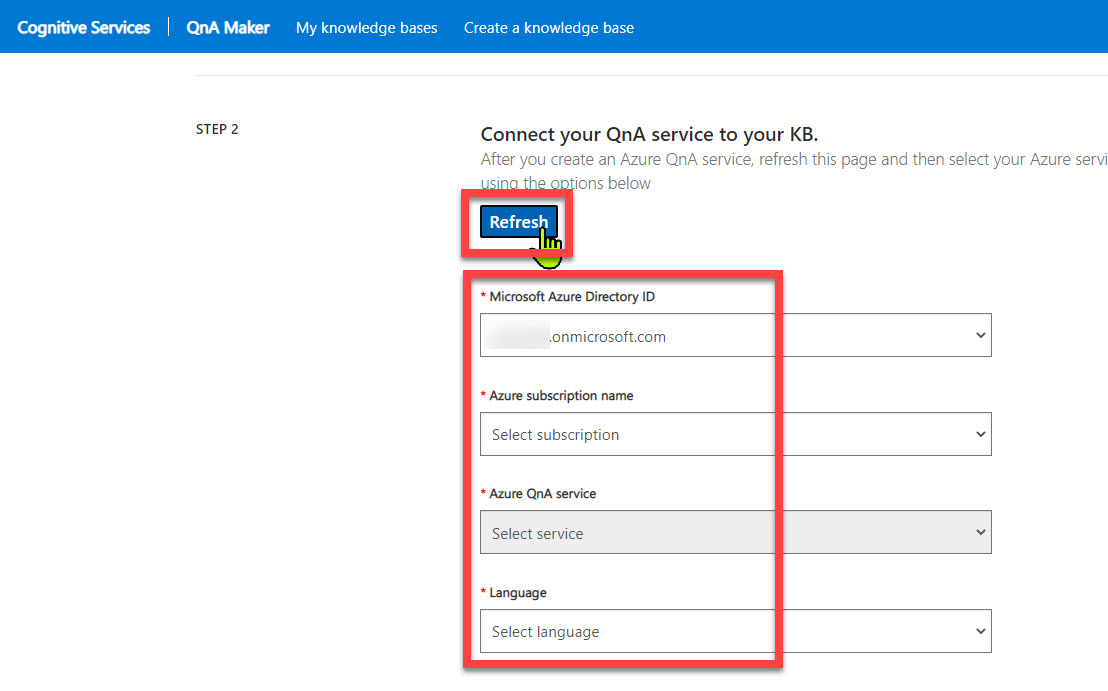 Cognitive Services QnA Maker My knowledge bases Create a knowledge base
STEP 2
Connect your QnA service to your KB.
After you create an Azure QnA service, refresh this page and then select your Azure servi
using the options below
Refresh
* Microsoft Azure Directory ID
.onmicrosoft.com
* Azure subscription name
Select subscription
* Azure QnA service
Select service
* Language
Select language